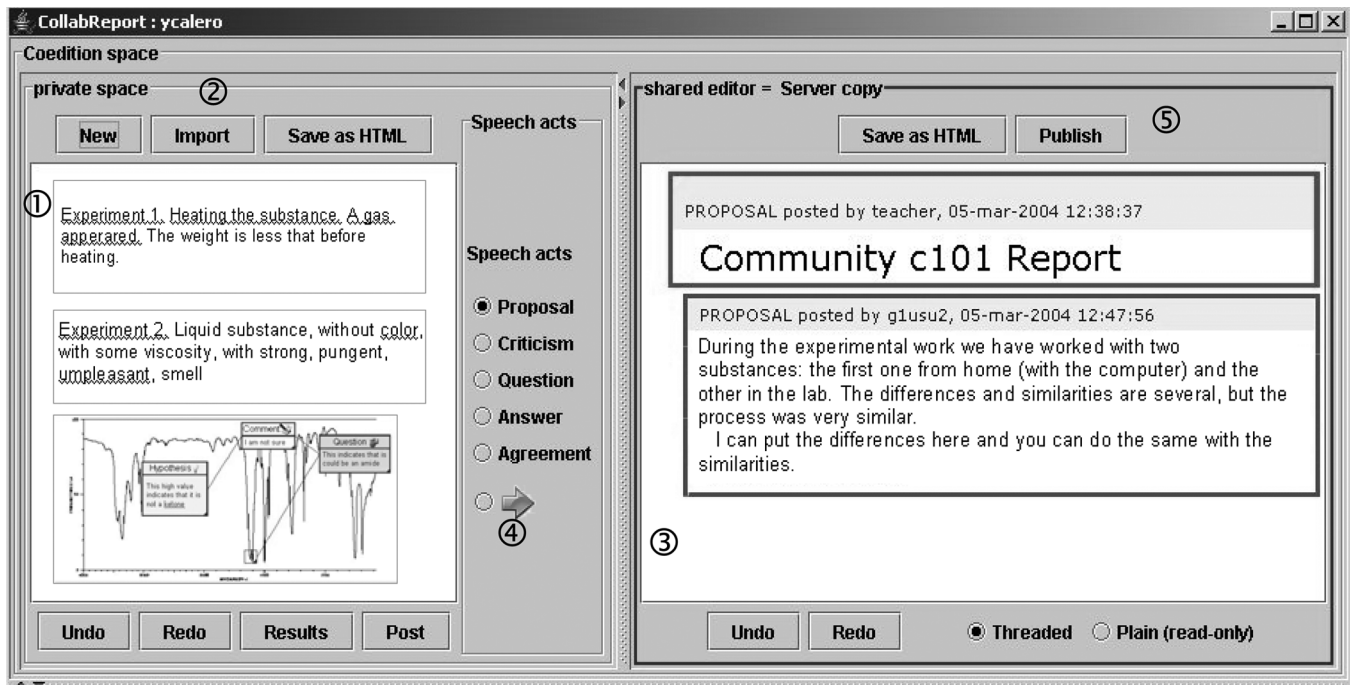 CollabReport : ycalero
Coedition space
private space
②
New
Import
Save as HTML
①
Experiment 1. Heating the substance. A gas.
apperared. The weight is less that before
heating.
Experiment 2. Liquid substance, without color,
with some viscosity, with strong, pungent,
umpleasant, smell
Comment
I am not sure
Question
This indicates that is
could be an amide
Hypothesis
This high value
indicates that it is
not a ketone
Undo
Redo
Results
Post
Speech acts
Speech acts
Proposal
Criticism
Question
Answer
Agreement
④
shared editor = Server copy
Save as HTML
Publish
⑤
PROPOSAL posted by teacher, 05-mar-2004 12:38:37
Community c101 Report
PROPOSAL posted by g1usu2, 05-mar-2004 12:47:56
During the experimental work we have worked with two
substances: the first one from home (with the computer) and the
other in the lab. The differences and similarities are several, but the
process was very similar.
I can put the differences here and you can do the same with the
similarities.
③
Undo
Redo
Threaded
Plain (read-only)